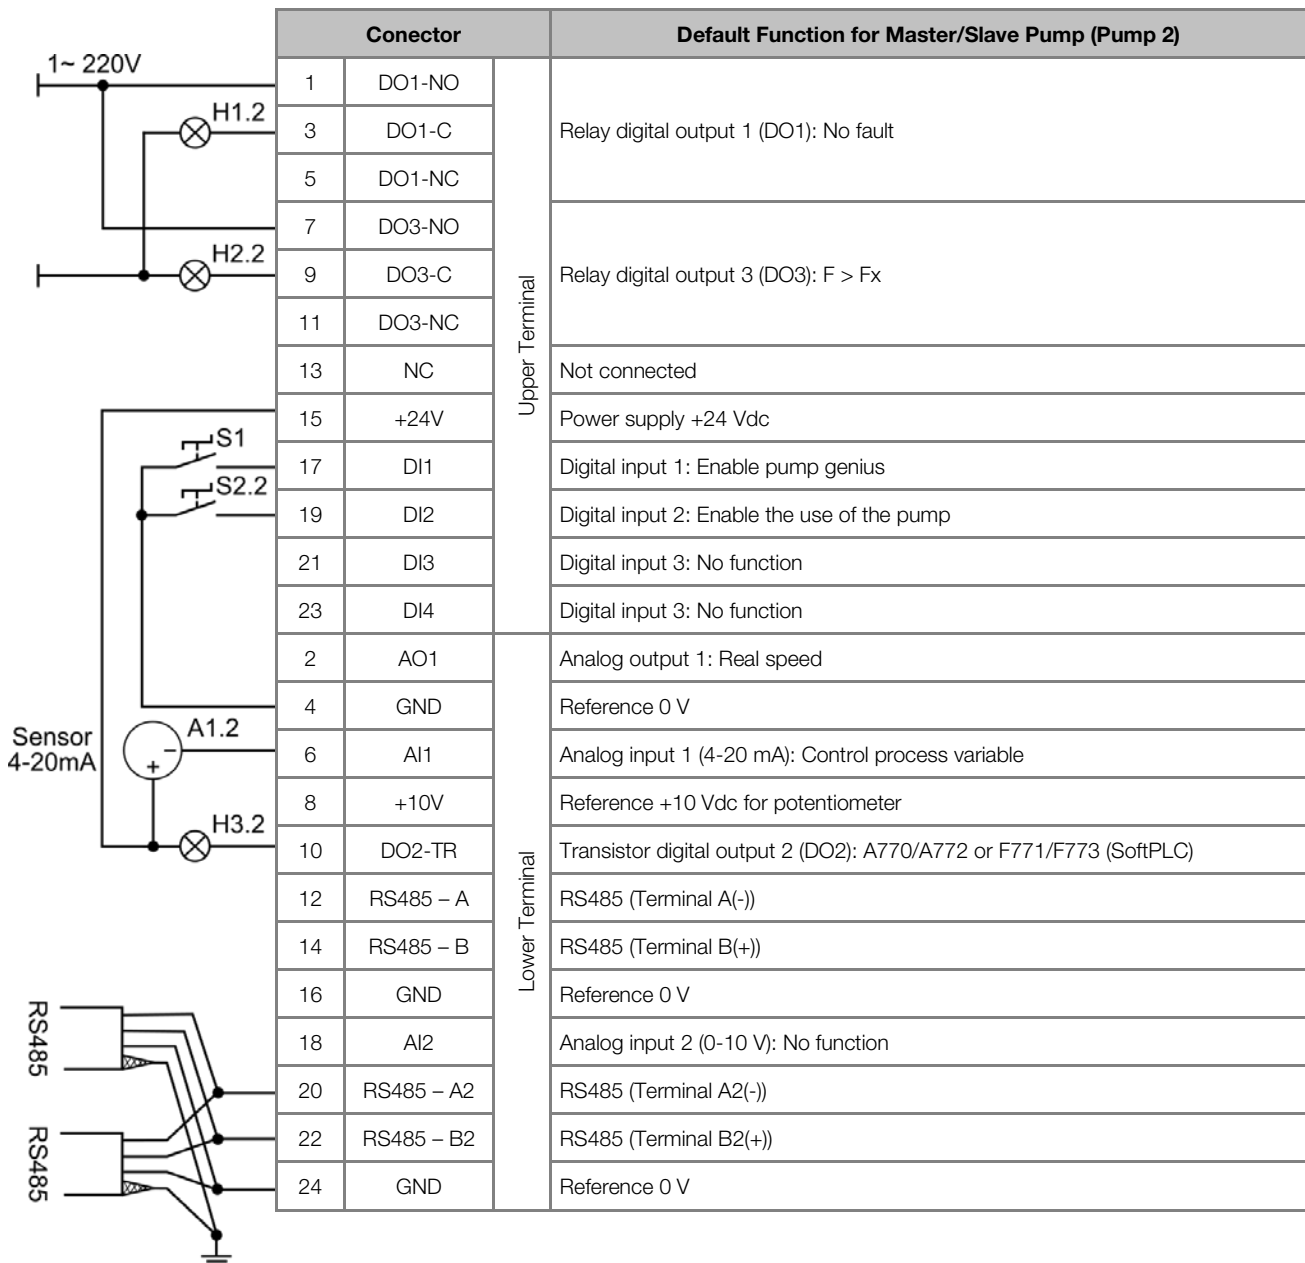 Conector Default Function for Master/Slave Pump (Pump 2)
1~ 220V
1 DO1-NO
H1.2
3 DO1-C Relay digital output 1 (DO1): No fault
5 DO1-NC
7 DO3-NO
H2.2
9 DO3-C Relay digital output 3 (DO3): F > Fx
11 DO3-NC
Upper Terminal
13 NC Not connected
15 +24V Power supply +24 Vdc
S1
17 DI1 Digital input 1: Enable pump genius
S2.2
19 DI2 Digital input 2: Enable the use of the pump
21 DI3 Digital input 3: No function
23 DI4 Digital input 3: No function
2 AO1 Analog output 1: Real speed
4 GND Reference 0 V
Sensor
4-20mA
A1.2
- 
+
6 AI1 Analog input 1 (4-20 mA): Control process variable
8 +10V Reference +10 Vdc for potentiometer
H3.2
10 DO2-TR Transistor digital output 2 (DO2): A770/A772 or F771/F773 (SoftPLC)
Lower Terminal
12 RS485 – A RS485 (Terminal A(-))
14 RS485 – B RS485 (Terminal B(+))
16 GND Reference 0 V
RS485
18 AI2 Analog input 2 (0-10 V): No function
20 RS485 – A2 RS485 (Terminal A2(-))
RS485
22 RS485 – B2 RS485 (Terminal B2(+))
24 GND Reference 0 V